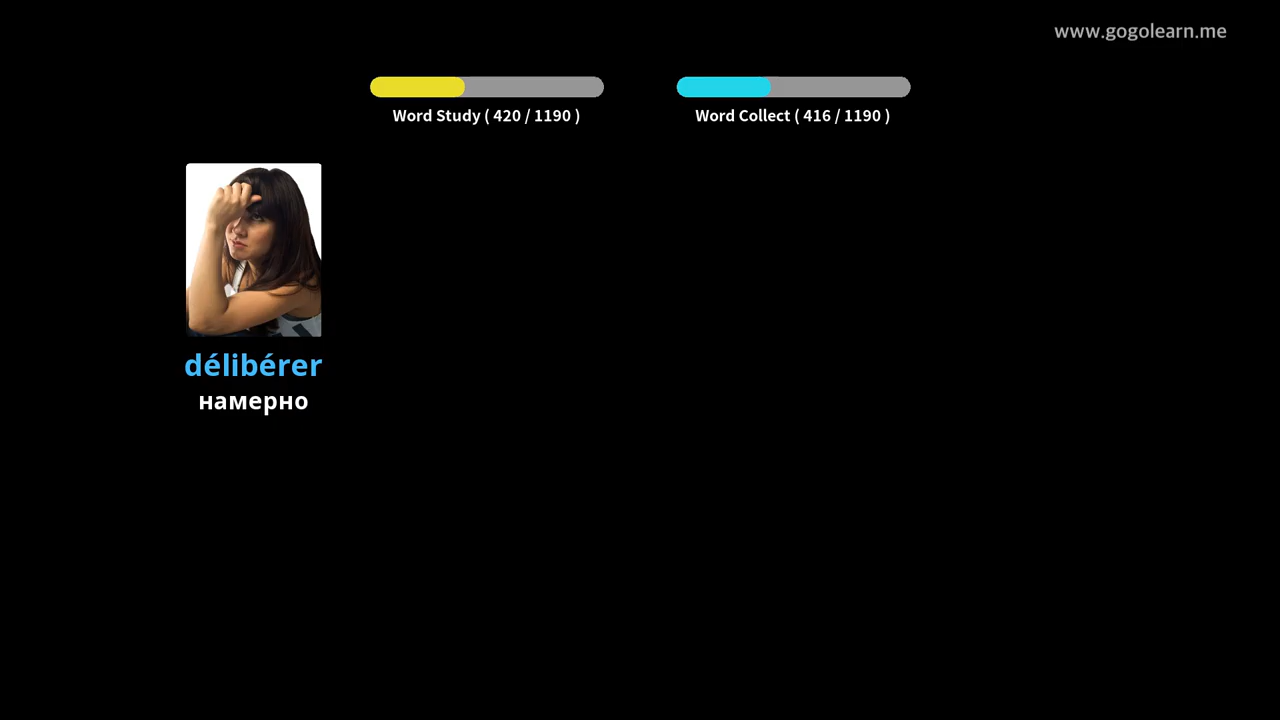 www.gogolearn.me
Word Study ( 420 / 1190 )
Word Collect ( 416 / 1190 )
délibérer
намерно